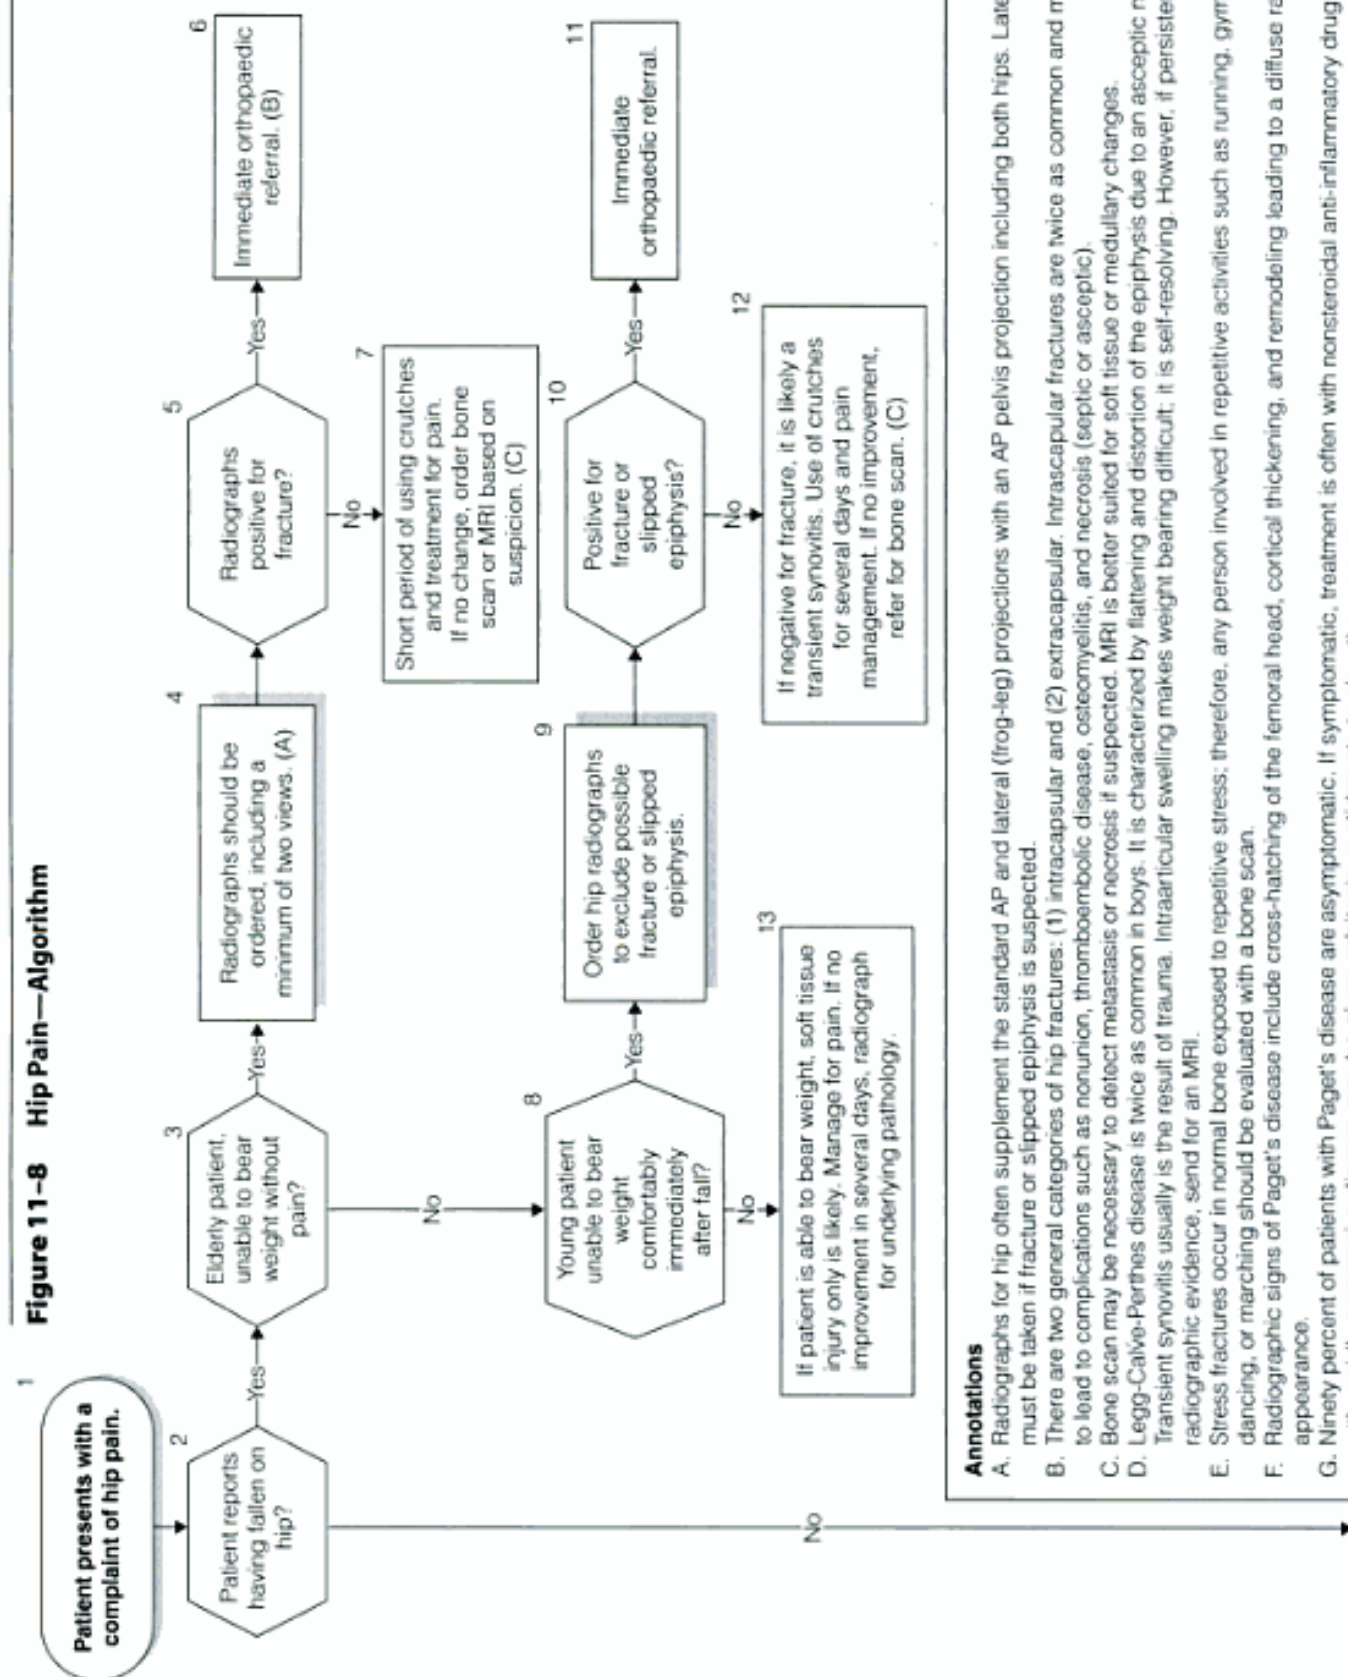 Figure 11–8 Hip Pain—Algorithm
1
Patient presents with a
complaint of hip pain.
2
Patient reports
having fallen on
hip?
Yes
3
Elderly patient,
unable to bear
weight without
pain?
Yes
4
Radiographs should be
ordered, including a
minimum of two views. (A)
5
Radiographs
positive for
fracture?
Yes
6
Immediate orthopaedic
referral. (B)
No
7
Short period of using crutches
and treatment for pain.
If no change, order bone
scan or MRI based on
suspicion. (C)
No
8
Young patient
unable to bear
weight
comfortably
immediately
after fall?
Yes
9
Order hip radiographs
to exclude possible
fracture or slipped
epiphysis.
10
Positive for
fracture or
slipped
epiphysis?
Yes
11
Immediate
orthopaedic referral.
No
12
If negative for fracture, it is likely a
transient synovitis. Use of crutches
for several days and pain
management. If no improvement,
refer for bone scan. (C)
No
13
If patient is able to bear weight, soft tissue
injury only is likely. Manage for pain. If no
improvement in several days, radiograph
for underlying pathology.
No
Annotations
A. Radiographs for hip often supplement the standard AP and lateral (frog-leg) projections with an AP pelvis projection including both hips. Late
must be taken if fracture or slipped epiphysis is suspected.
B. There are two general categories of hip fractures: (1) intracapsular and (2) extracapsular. Intrascapular fractures are twice as common and m
to lead to complications such as nonunion, thromboembolic disease, osteomyelitis, and necrosis (septic or asceptic).
C. Bone scan may be necessary to detect metastasis or necrosis if suspected. MRI is better suited for soft tissue or medullary changes.
D. Legg-Calvé-Perthes disease is twice as common in boys. It is characterized by flattening and distortion of the epiphysis due to an asceptic n
Transient synovitis usually is the result of trauma. Intraarticular swelling makes weight bearing difficult; it is self-resolving. However, if persiste
radiographic evidence, send for an MRI.
E. Stress fractures occur in normal bone exposed to repetitive stress; therefore, any person involved in repetitive activities such as running, gym
dancing, or marching should be evaluated with a bone scan.
F. Radiographic signs of Paget's disease include cross-hatching of the femoral head, cortical thickening, and remodeling leading to a diffuse ra
appearance.
G. Ninety percent of patients with Paget's disease are asymptomatic. If symptomatic, treatment is often with nonsteroidal anti-inflammatory drug